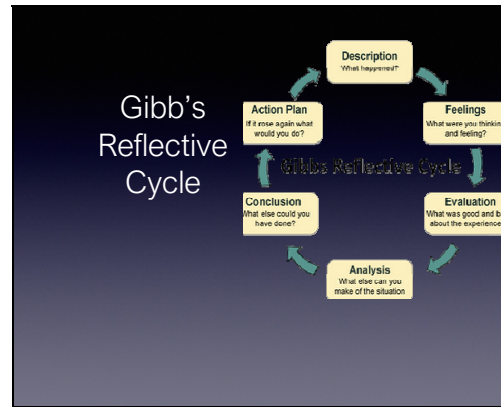 Gibb's
Reflective
Cycle
Description
What happened?
Feelings
What were you thinking
and feeling?
Evaluation
What was good and b
about the experience
Analysis
What else can you
make of the situation
Conclusion
What else could you
have done?
Action Plan
If it rose again what
would you do?
Gibbs Reflective Cycle